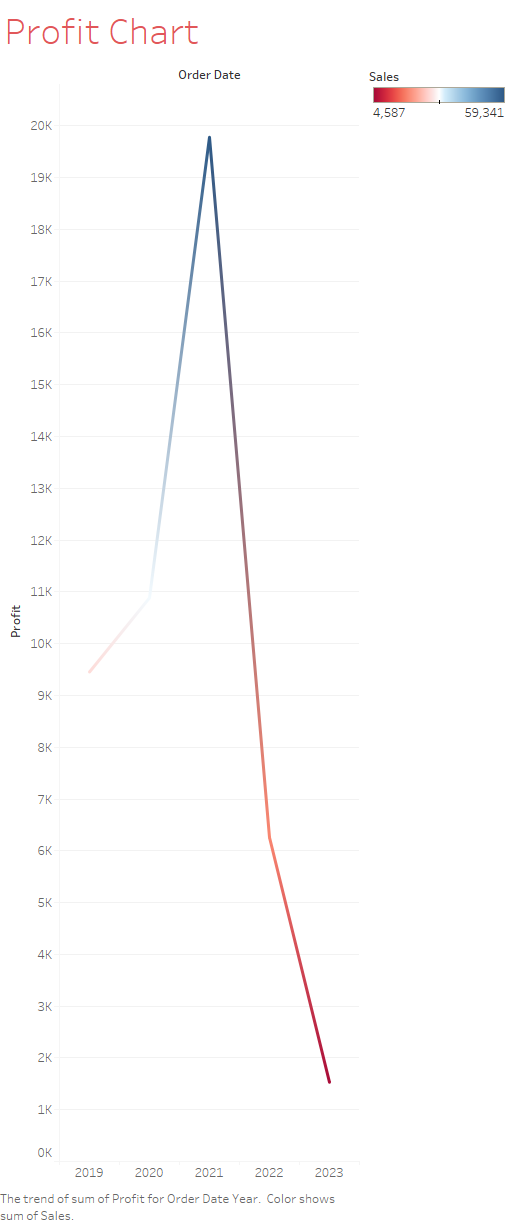 Profit Chart
Order Date
Sales
4,587 59,341
20K
19K
18K
17K
16K
15K
14K
13K
12K
11K
10K
9K
8K
7K
6K
5K
4K
3K
2K
1K
0K
Profit
2019 2020 2021 2022 2023
The trend of sum of Profit for Order Date Year. Color shows
sum of Sales.